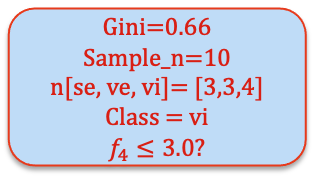 Gini=0.66
Sample_n=10
n[se, ve, vi]= [3,3,4]
Class = vi
f₄ ≤ 3.0?